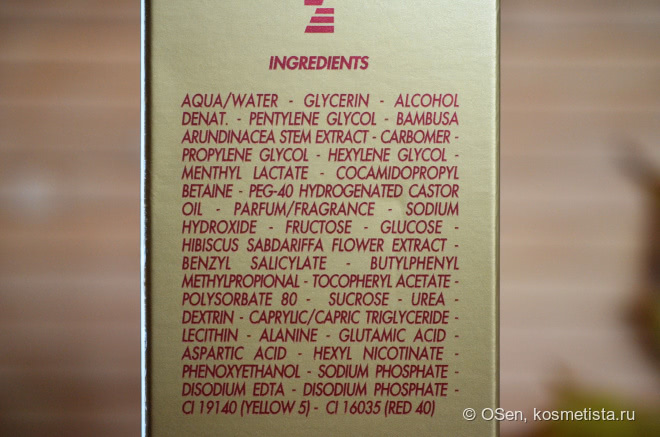 INGREDIENTS
AQUA/WATER - GLYCERIN - ALCOHOL
DENAT. - PENTYLENE GLYCOL - BAMBUSA
ARUNDINACEA STEM EXTRACT - CARBOMER -
PROPYLENE GLYCOL - HEXYLENE GLYCOL -
MENTHYL LACTATE - COCAMIDOPROPYL
BETAINE - PEG-40 HYDROGENATED CASTOR
OIL - PARFUM/FRAGRANCE - SODIUM
HYDROXIDE - FRUCTOSE - GLUCOSE -
HIBISCUS SABDARIFFA FLOWER EXTRACT -
BENZYL SALICYLATE - BUTYLPHENYL
METHYLPROPIONAL - TOCOPHERYL ACETATE -
POLYSORBATE 80 - SUCROSE - UREA -
DEXTRIN - CAPRYLIC/CAPRIC TRIGLYCERIDE -
LECITHIN - ALANINE - GLUTAMIC ACID -
ASPARTIC ACID - HEXYL NICOTINATE -
PHENOXYETHANOL - SODIUM PHOSPHATE -
DISODIUM EDTA - DISODIUM PHOSPHATE -
CI 19140 (YELLOW 5) - CI 16035 (RED 40)
© OSen, kosmetista.ru